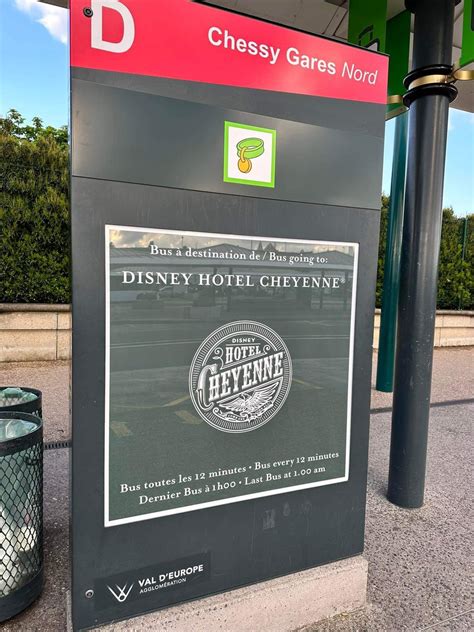 D
Chessy Gares Nord
Bus à destination de / Bus going to:
DISNEY HOTEL CHEYENNE®
DISNEY
HOTEL
CHEYENNE
Bus toutes les 12 minutes • Bus every 12 minutes
Dernier Bus à 1h00 • Last Bus at 1.00 am
VAL D'EUROPE
AGGLOMÉRATION